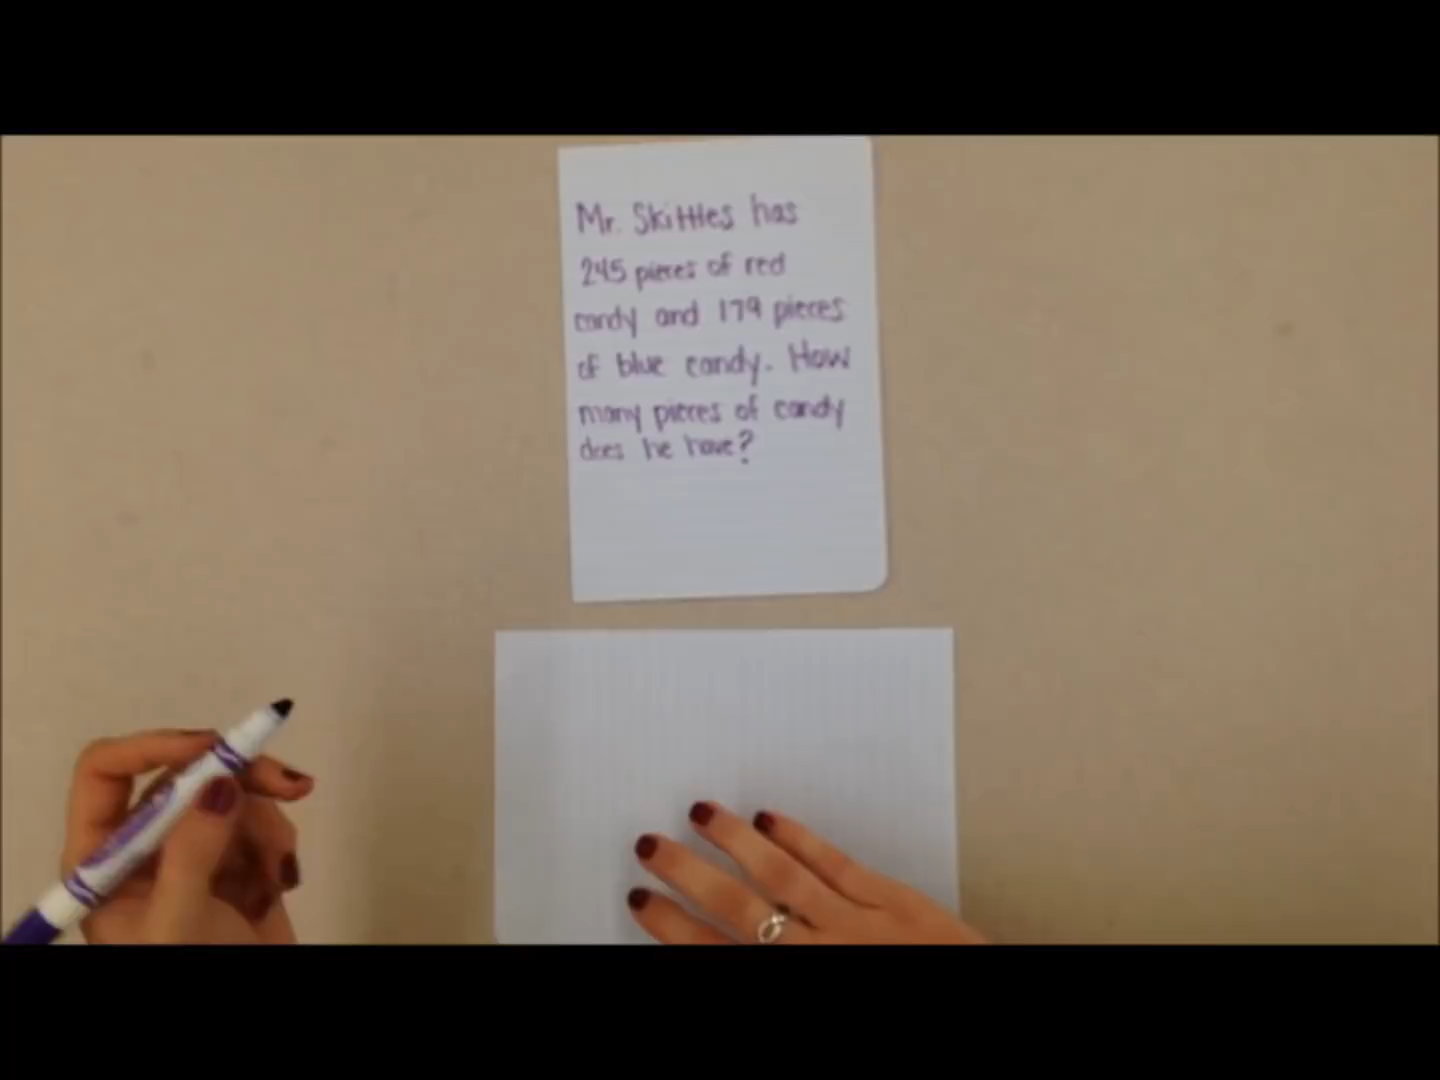 Mr. Skittles has
245 pieces of red
candy and 179 pieces
of blue candy. How
many pieces of candy
does he have?